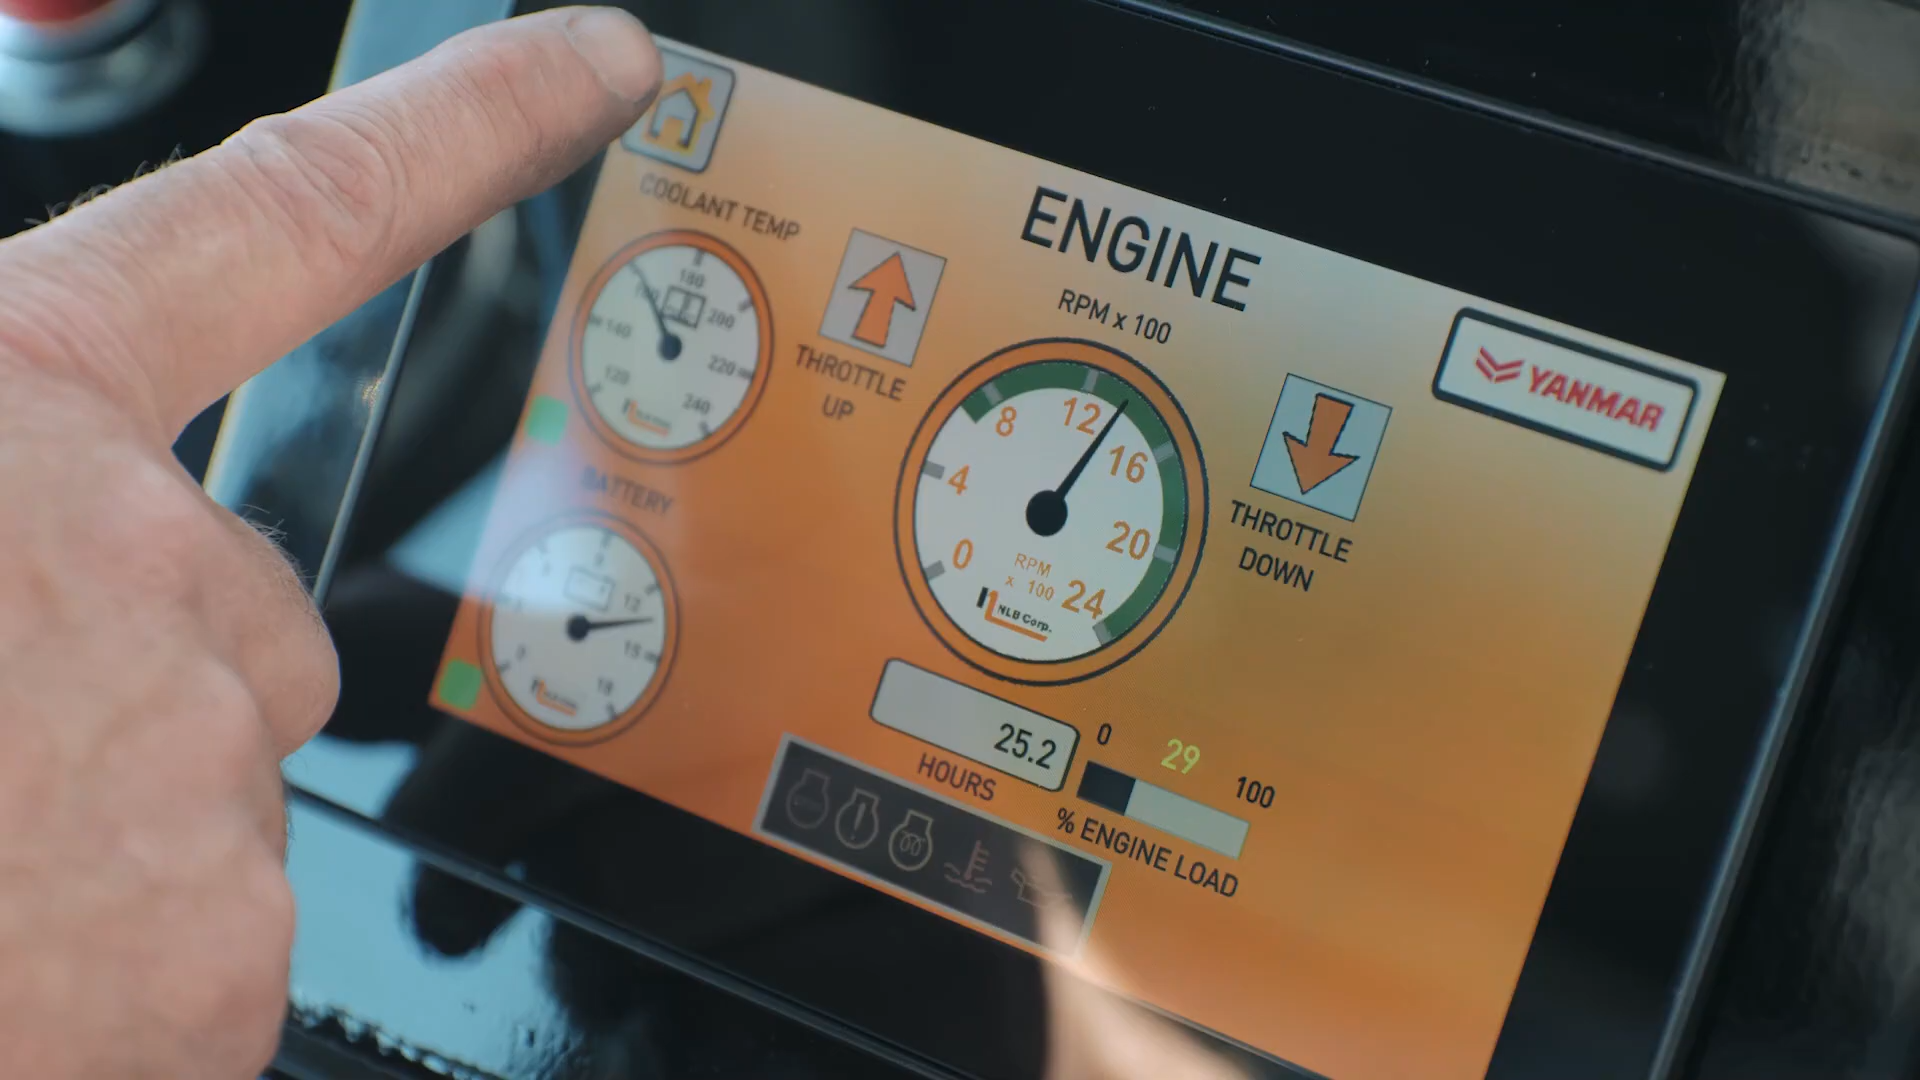 ENGINE
COOLANT TEMP
180
200
140
220
120
240
THROTTLE
UP
RPM x 100
12
8
16
4
20
0
24
RPM
x 100
NLB Corp.
YANMAR
THROTTLE
DOWN
BATTERY
12
15
0
18
25.2
HOURS
0
29
100
% ENGINE LOAD